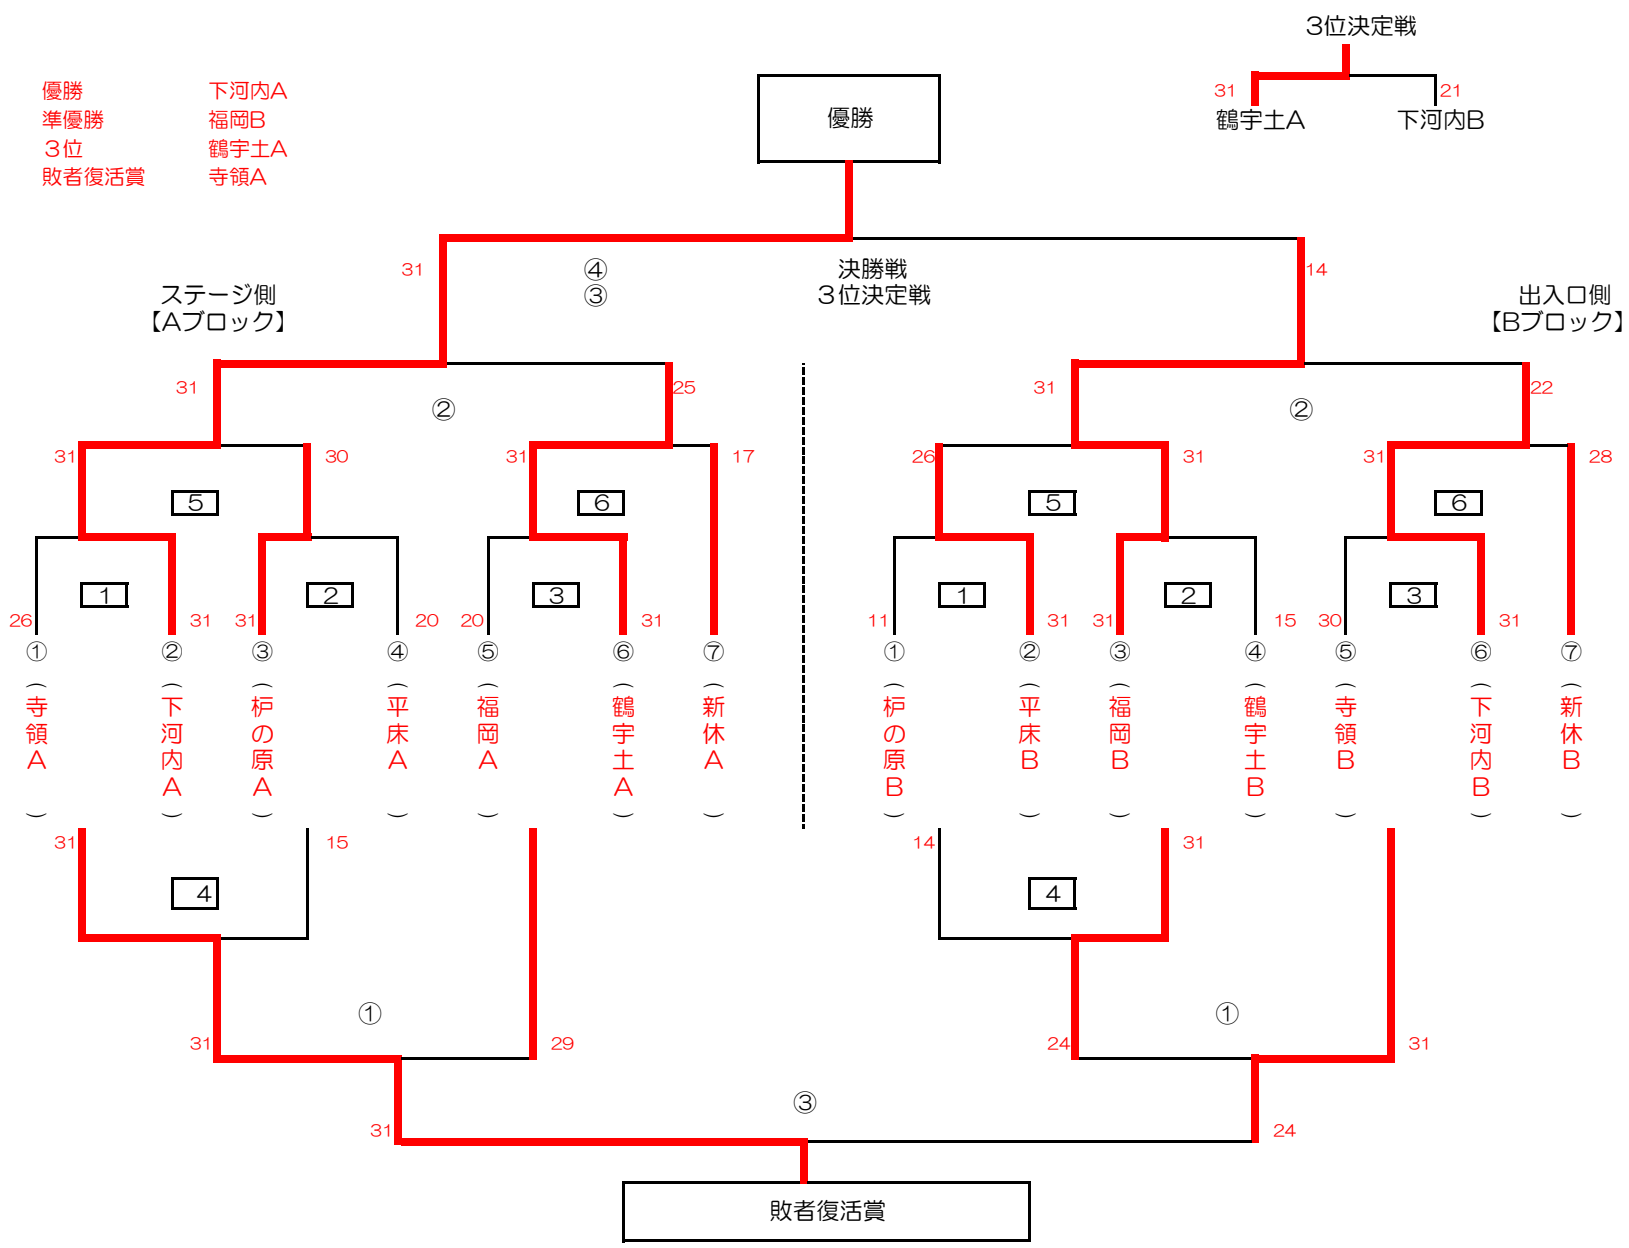 3位決定戦
31
21
鶴宇土A
下河内B
優勝 下河内A
準優勝 福岡B
3位 鶴宇土A
敗者復活賞 寺領A
優勝
31
④
決勝戦
14
③
3位決定戦
ステージ側
【Aブロック】
出入口側
【Bブロック】
31
25
31
22
②
②
31
30
31
17
26
31
31
28
5
6
5
6
1
2
3
1
2
3
26
31
31
20
20
31
11
31
31
15
30
31
①
②
③
④
⑤
⑥
⑦
①
②
③
④
⑤
⑥
⑦
(寺領A)
(下河内A)
(枦の原A)
(平床A)
(福岡A)
(鶴宇土A)
(新休A)
(枦の原B)
(平床B)
(福岡B)
(鶴宇土B)
(寺領B)
(下河内B)
(新休B)
31
15
14
31
4
4
①
①
31
29
24
31
③
31
24
敗者復活賞